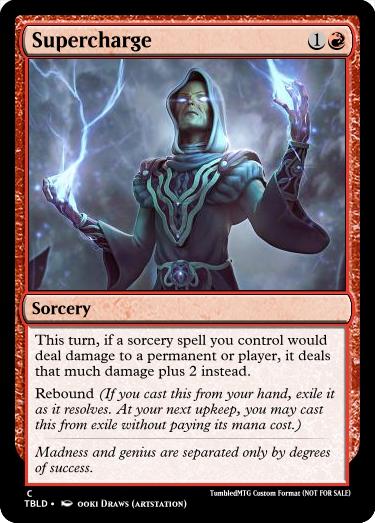 Supercharge 1
Sorcery
This turn, if a sorcery spell you control would
deal damage to a permanent or player, it deals
that much damage plus 2 instead.
Rebound (If you cast this from your hand, exile it
as it resolves. At your next upkeep, you may cast
this from exile without paying its mana cost.)
Madness and genius are separated only by degrees
of success.
C
TBLD • ooki Draws (artstation)
TumbledMTG Custom Format (NOT FOR SALE)